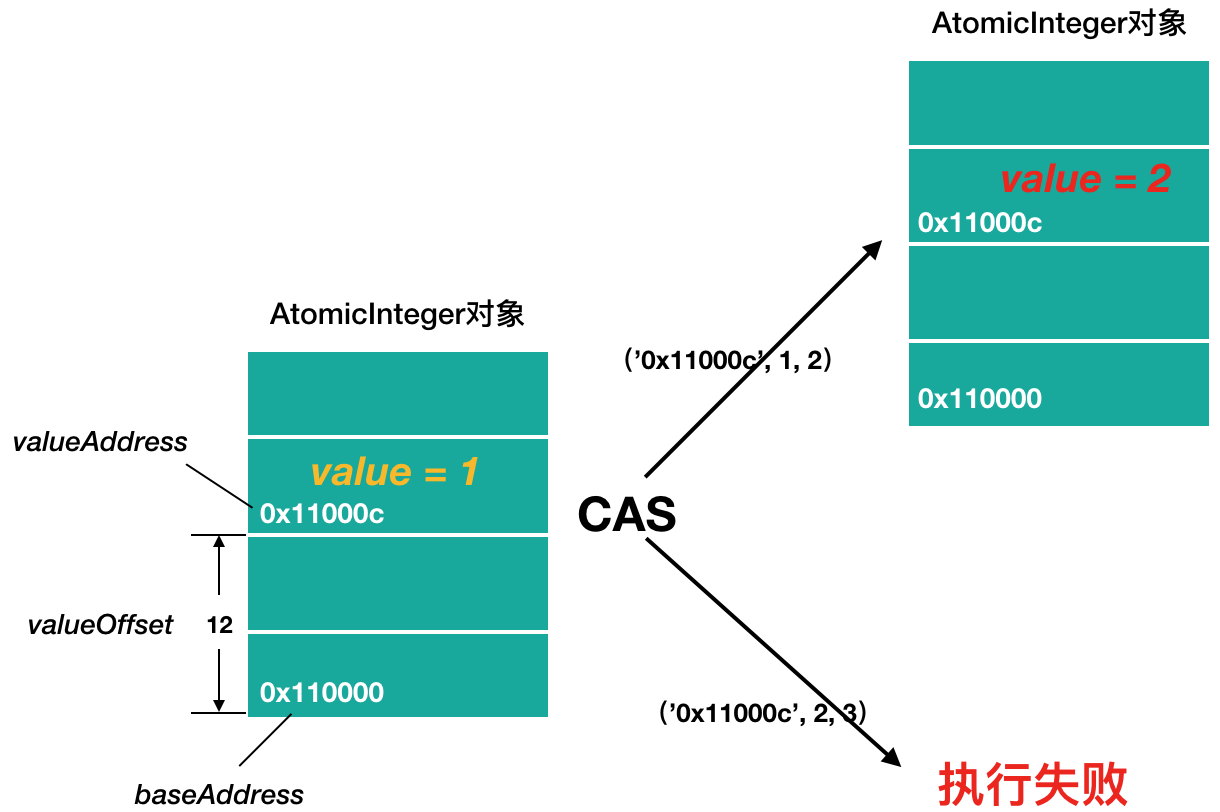 AtomicInteger对象
value = 2
0x11000c
0x110000
AtomicInteger对象
valueAddress
value = 1
0x11000c
valueOffset
12
0x110000
baseAddress
CAS
（’0x11000c’, 1, 2）
（’0x11000c’, 2, 3）
执行失败